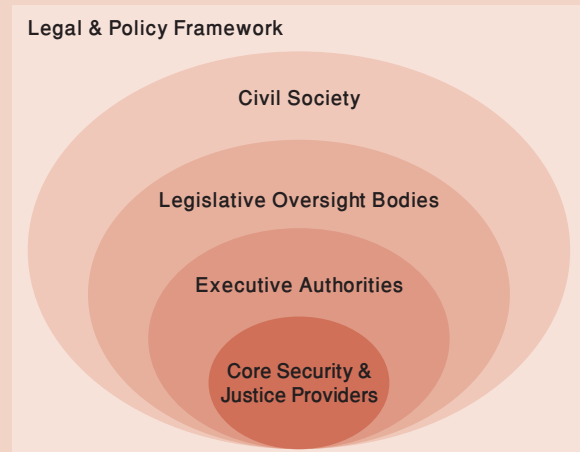 Legal & Policy Framework
Civil Society
Legislative Oversight Bodies
Executive Authorities
Core Security &
Justice Providers